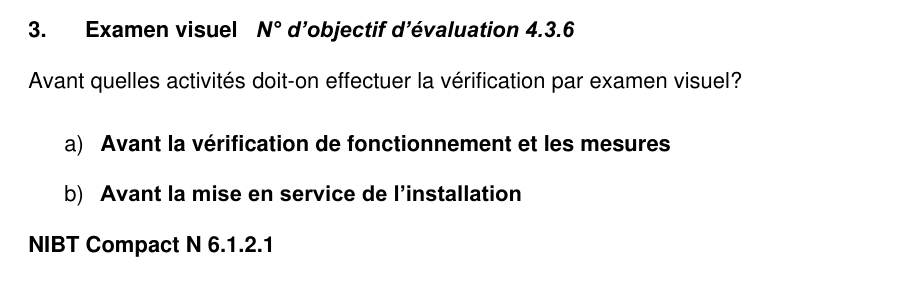 3. Examen visuel N° d’objectif d’évaluation 4.3.6
Avant quelles activités doit-on effectuer la vérification par examen visuel?
a) Avant la vérification de fonctionnement et les mesures
b) Avant la mise en service de l’installation
NIBT Compact N 6.1.2.1